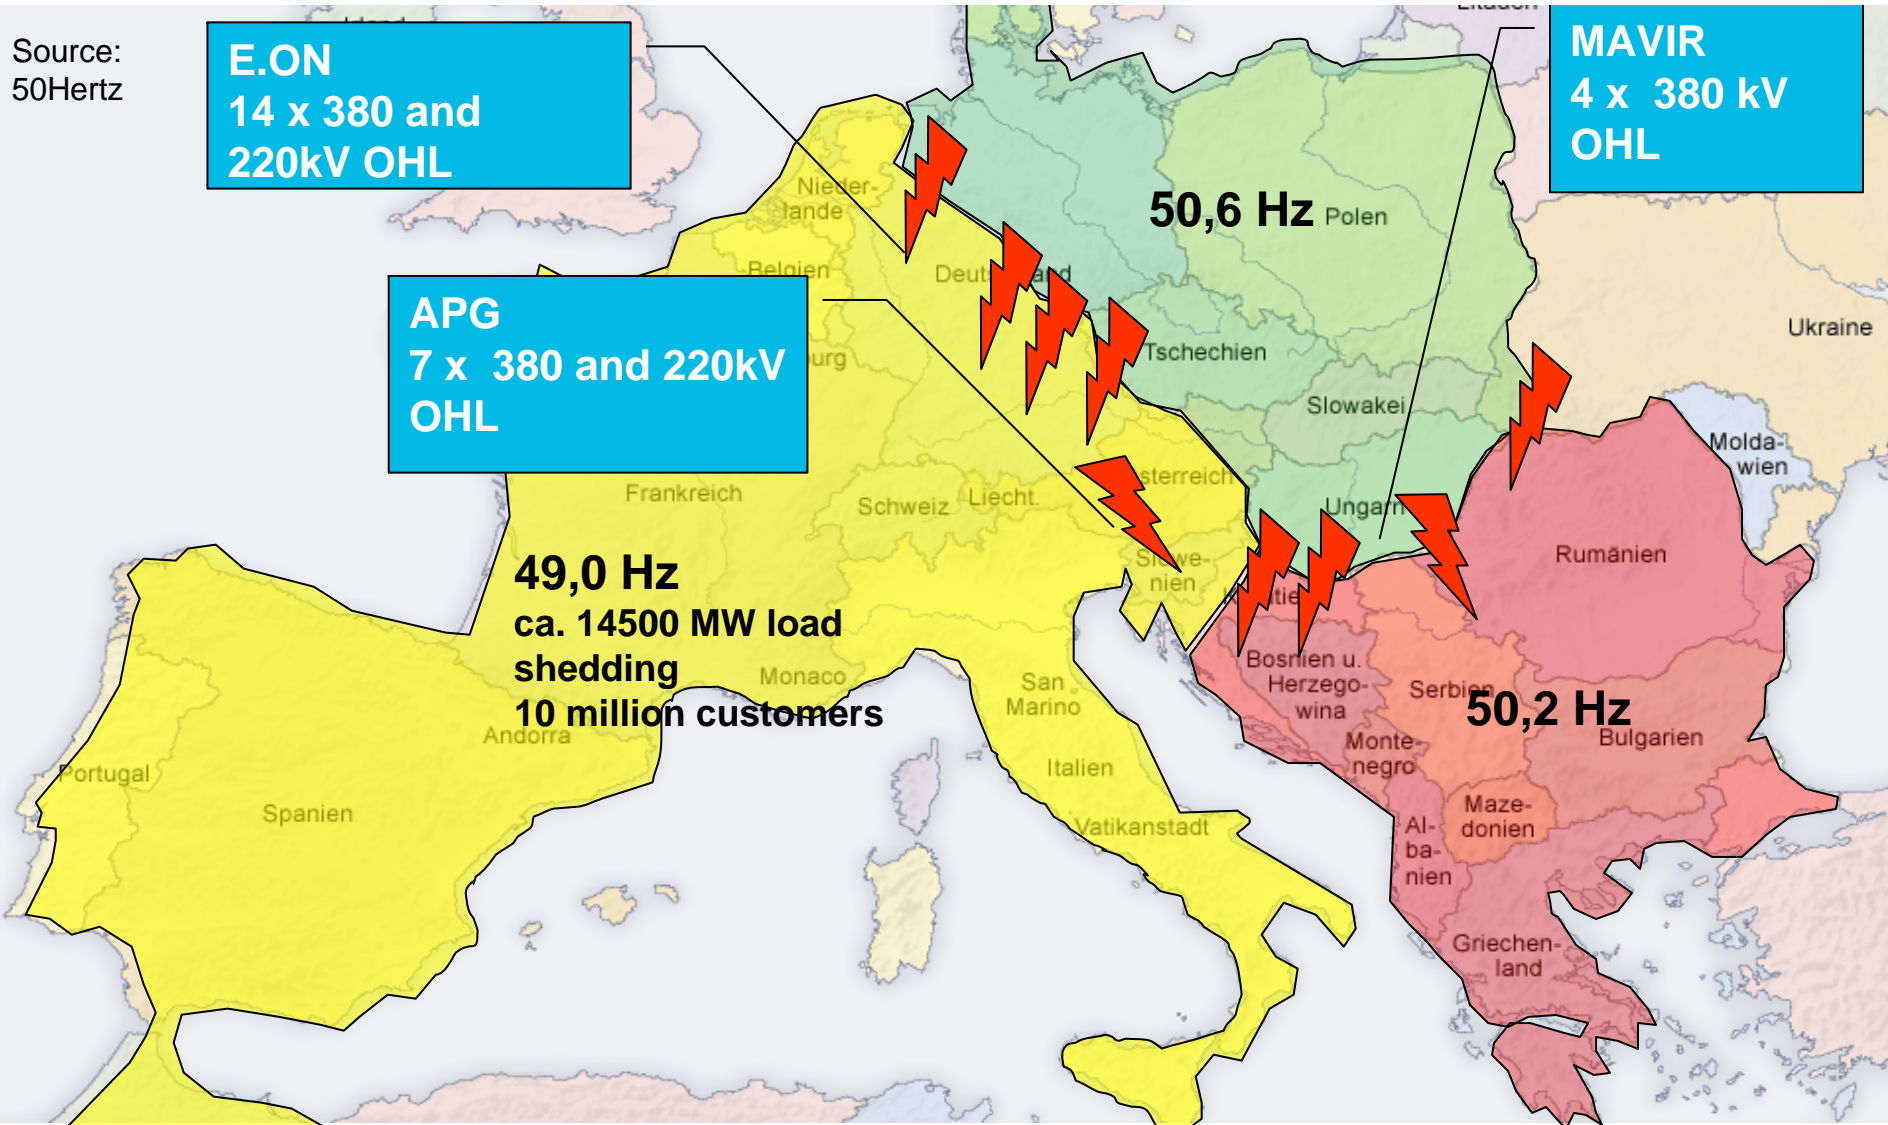 Source:
50Hertz
E.ON
14 x 380 and
220kV OHL
MAVIR
4 x  380 kV
OHL
APG
7 x  380 and 220kV
OHL
50,6 Hz
Polen
Nieder-
lande
Belgien
Ukraine
Tschechien
Slowakei
Molda-
wien
Ungarn
Frankreich
Schweiz
Liecht.
Slowe-
nien
Rumänien
49,0 Hz
ca. 14500 MW load
shedding
10 million customers
Monaco
Andorra
San
Marino
Italien
Vatikanstadt
Portugal
Spanien
Bosnien u.
Herzego-
wina
Serbien
50,2 Hz
Bulgarien
Monte-
negro
Maze-
donien
Al-
ba-
nien
Griechen-
land